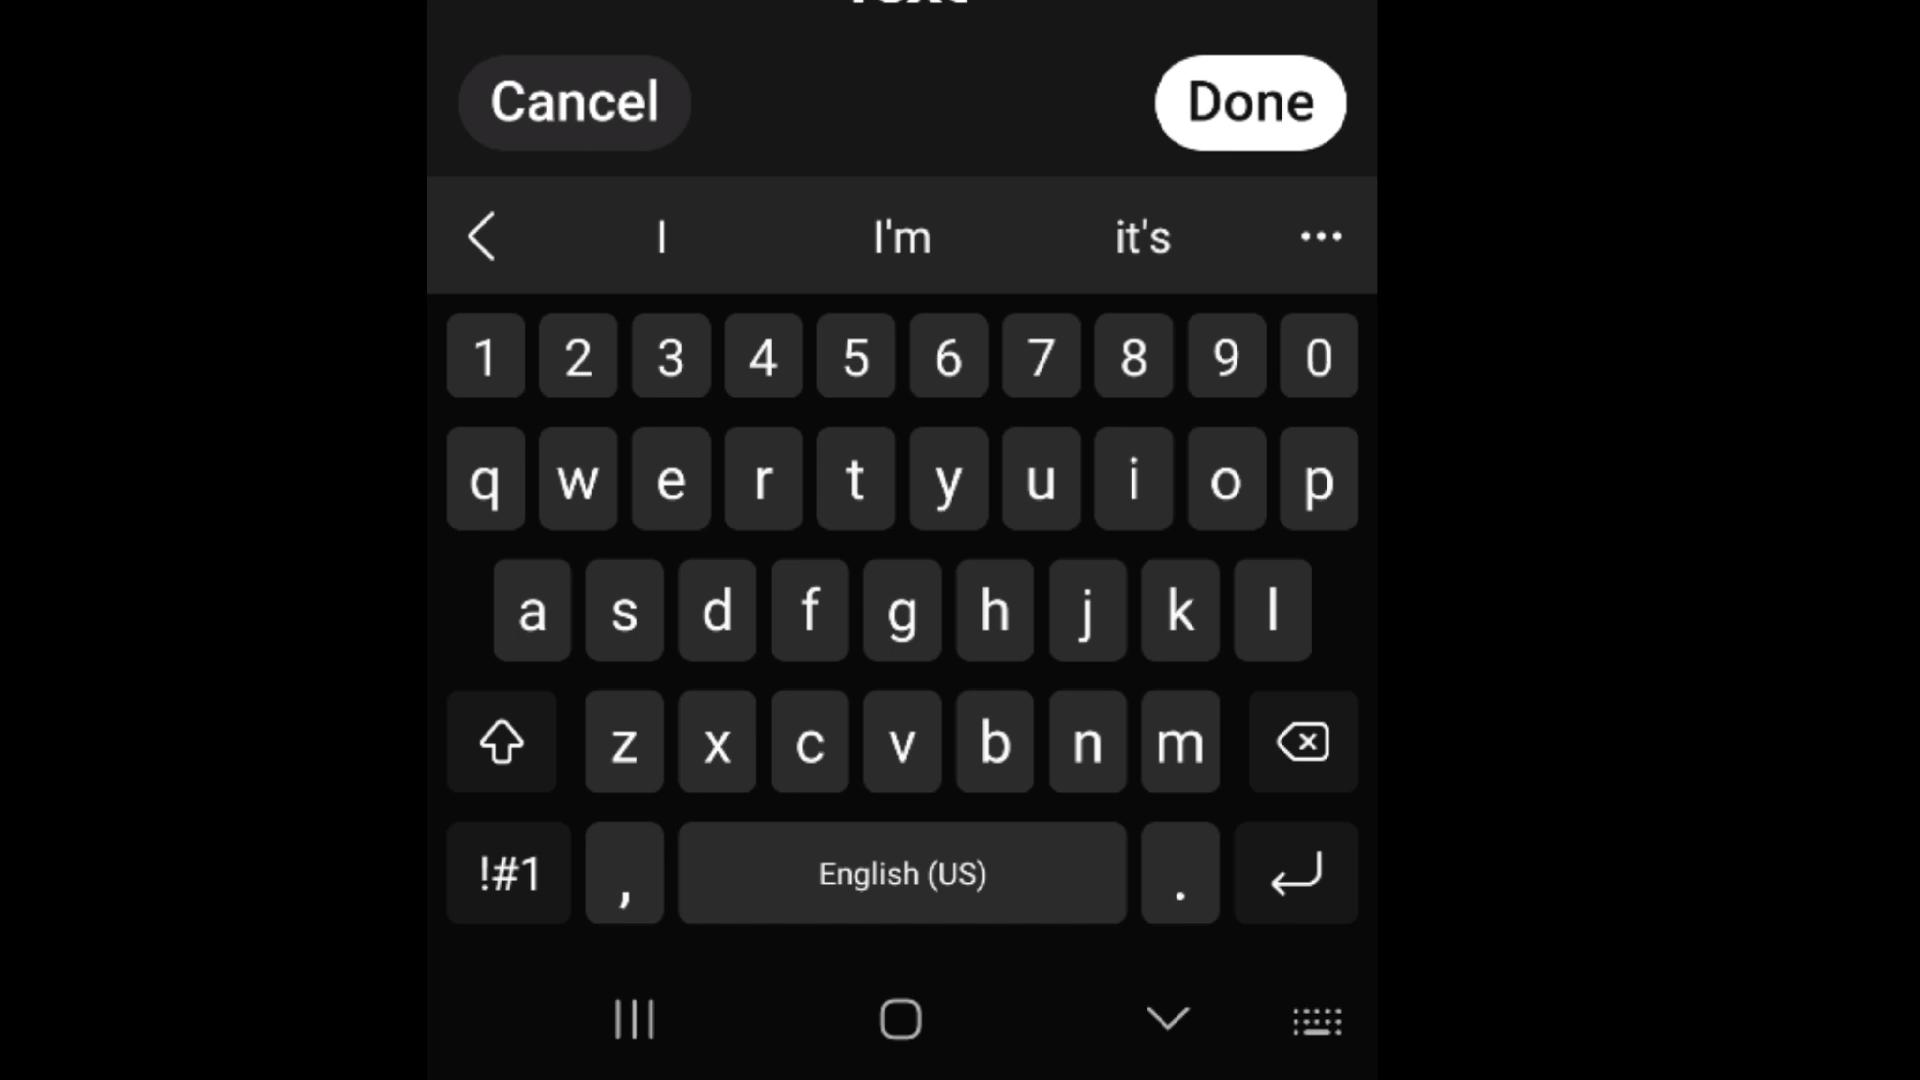 Cancel Done
I I'm it's
1 2 3 4 5 6 7 8 9 0
q w e r t y u i o p
a s d f g h j k l
z x c v b n m
!#1 , English (US) .